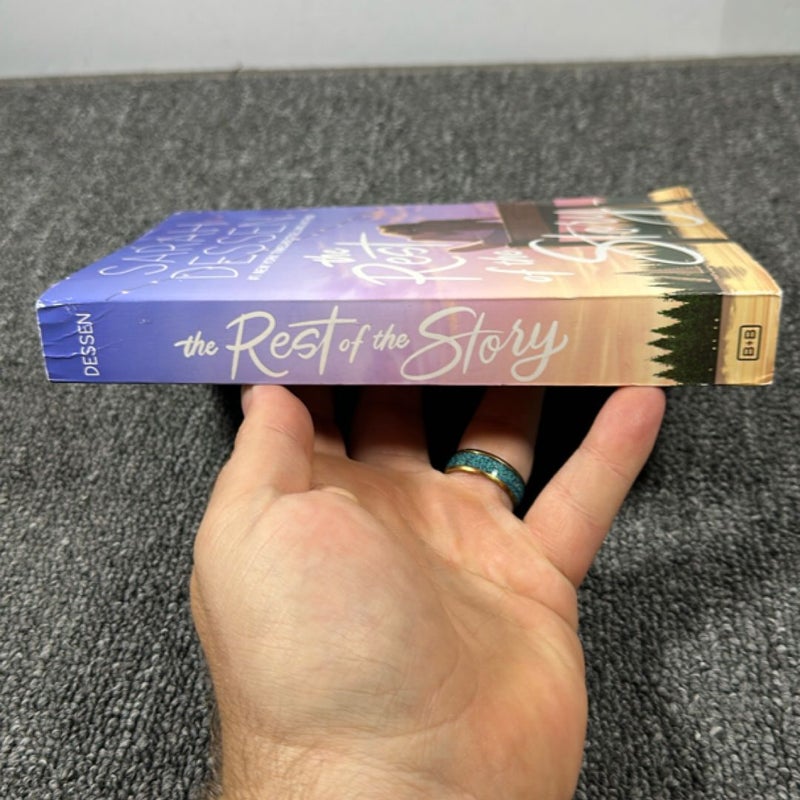 SARAH
DESSEN
the
Rest
of the
Story
DESSEN
the Rest of the Story
B+B